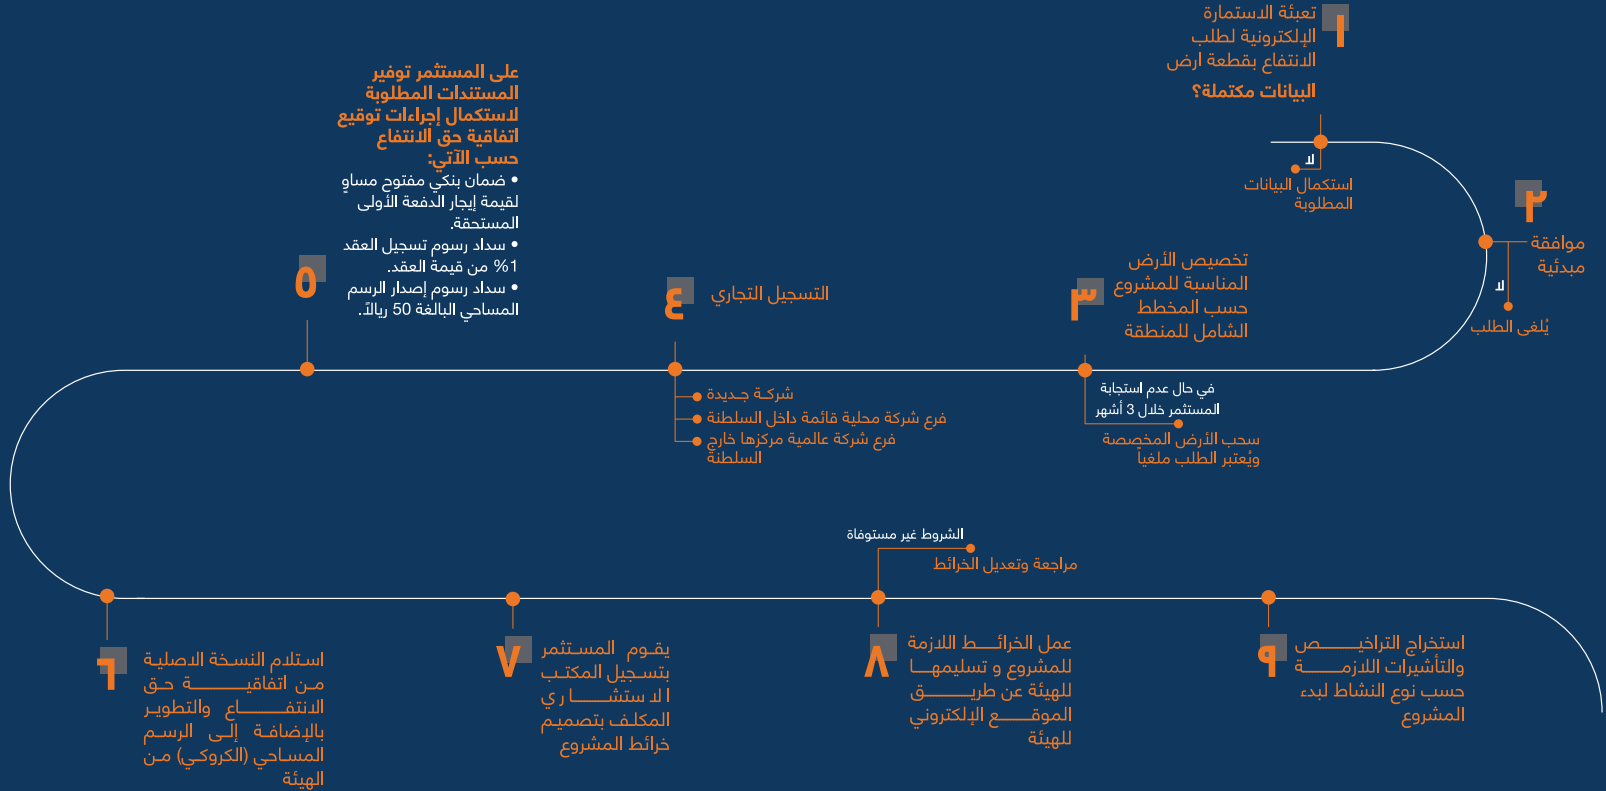 ١
تعبئة الاستمارة
الإلكترونية لطلب
الانتفاع بقطعة ارض
البيانات مكتملة؟
لا
استكمال البيانات
المطلوبة
٢
موافقة
مبدئية
لا
يُلغى الطلب
٣
تخصيص الأرض
المناسبة للمشروع
حسب المخطط
الشامل للمنطقة
في حال عدم استجابة
المستثمر خلال 3 أشهر
سحب الأرض المخصصة
ويُعتبر الطلب ملغياً
٤
التسجيل التجاري
شركة جديدة
فرع شركة محلية قائمة داخل السلطنة
فرع شركة عالمية مركزها خارج
السلطنة
٥
على المستثمر توفير
المستندات المطلوبة
لاستكمال إجراءات توقيع
اتفاقية حق الانتفاع
حسب الآتي:
• ضمان بنكي مفتوح مساوٍ
لقيمة إيجار الدفعة الأولى
المستحقة.
• سداد رسوم تسجيل العقد
1% من قيمة العقد.
• سداد رسوم إصدار الرسم
المساحي البالغة 50 ريالاً.
٦
استلام النسخة الاصلية
من اتفاقية حق
الانتفاع والتطوير
بالإضافة إلى الرسم
المساحي (الكروكي) من
الهيئة
٧
يقوم المستثمر
بتسجيل المكتب
الاستشاري
المكلف بتصميم
خرائط المشروع
٨
الشروط غير مستوفاة
مراجعة وتعديل الخرائط
عمل الخرائط اللازمة
للمشروع و تسليمها
للهيئة عن طريق
الموقع الإلكتروني
للهيئة
٩
استخراج التراخيص
والتأشيرات اللازمة
حسب نوع النشاط لبدء
المشروع